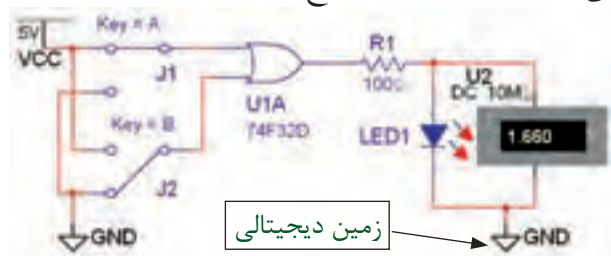 5V
VCC
Key = A
J1
Key = B
J2
GND
U1A
74F32D
R1
LED1
U2
DC 10M
1.660
زمین دیجیتالی
GND